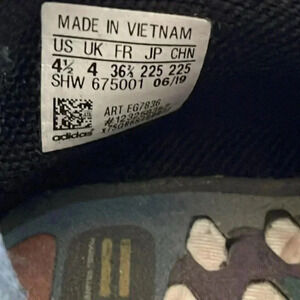 MADE IN VIETNAM
US UK FR JP CHN
4½ 4 36⅔ 225 225
SHW 675001 06/19
ART EG7836
adidas